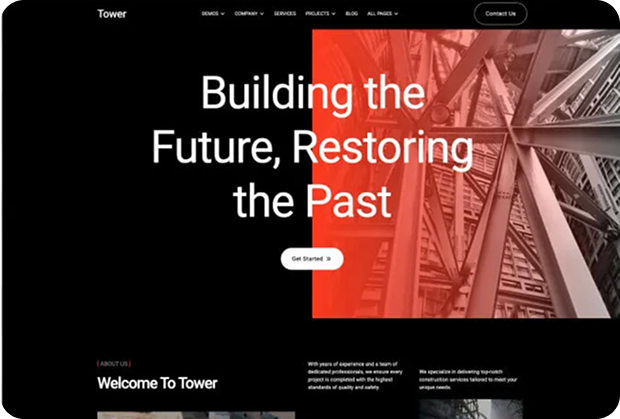 Tower
DEMOS COMPANY SERVICES PROJECTS BLOG ALL PAGES
Contact Us
Building the
Future, Restoring
the Past
Get Started »
[ ABOUT US ]
Welcome To Tower
With years of experience and a team of
dedicated professionals, we ensure every
project is completed with the highest
standards of quality and safety.
We specialize in delivering top-notch
construction services tailored to meet your
unique needs.